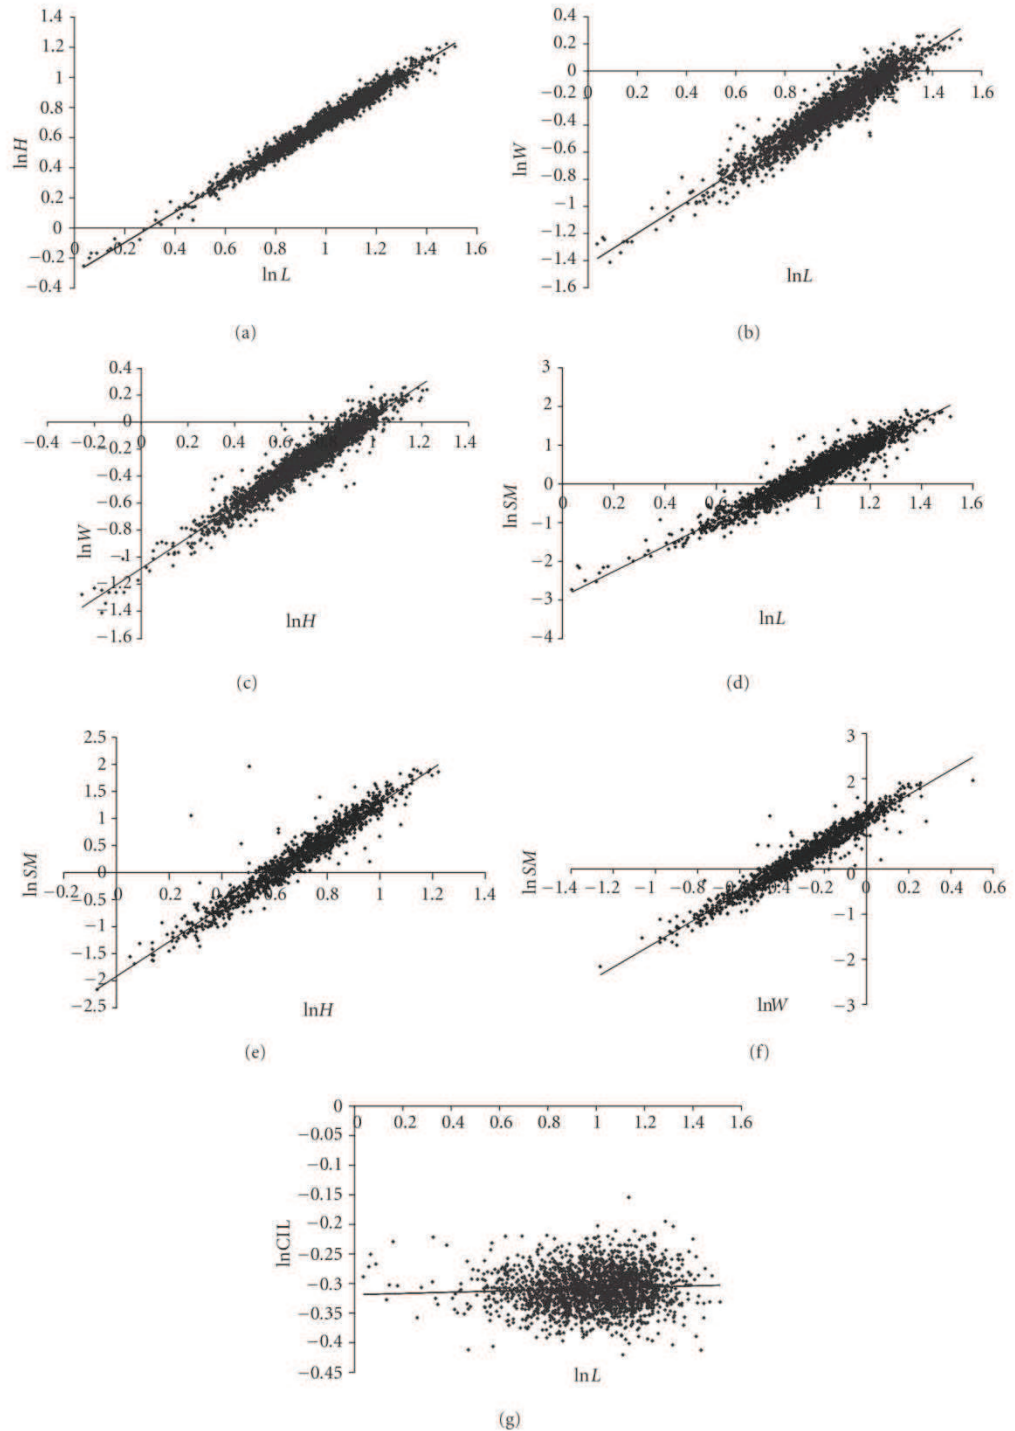 1.4
1.2
1
0.8
0.6
0.4
0.2
0
−0.2
−0.4
lnH
0 0.2 0.4 0.6 0.8 1 1.2 1.4 1.6
lnL
(a)
0.4
0.2
0
−0.2
−0.4
−0.6
−0.8
−1
−1.2
−1.4
−1.6
lnW
0 0.2 0.4 0.6 0.8 1 1.2 1.4 1.6
lnL
(b)
0.4
0.2
0
−0.2
−0.4
−0.6
−0.8
−1
−1.2
−1.4
−1.6
lnW
−0.4 −0.2 0 0.2 0.4 0.6 0.8 1 1.2 1.4
lnH
(c)
3
2
1
0
−1
−2
−3
−4
lnSM
0 0.2 0.4 0.6 0.8 1 1.2 1.4 1.6
lnL
(d)
2.5
2
1.5
1
0.5
0
−0.5
−1
−1.5
−2
−2.5
lnSM
−0.2 0 0.2 0.4 0.6 0.8 1 1.2 1.4
lnH
(e)
3
2
1
0
−1
−2
−3
lnSM
−1.4 −1.2 −1 −0.8 −0.6 −0.4 −0.2 0 0.2 0.4 0.6
lnW
(f)
0
−0.05
−0.1
−0.15
−0.2
−0.25
−0.3
−0.35
−0.4
−0.45
lnCIL
0 0.2 0.4 0.6 0.8 1 1.2 1.4 1.6
lnL
(g)